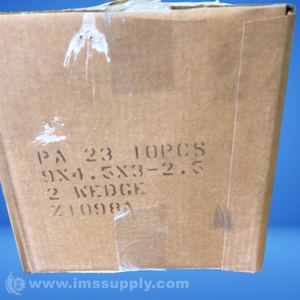 PA 23 10PCS
9X4.5X3-2.5
2 WEDGE
Z1098A
© www.imssupply.com